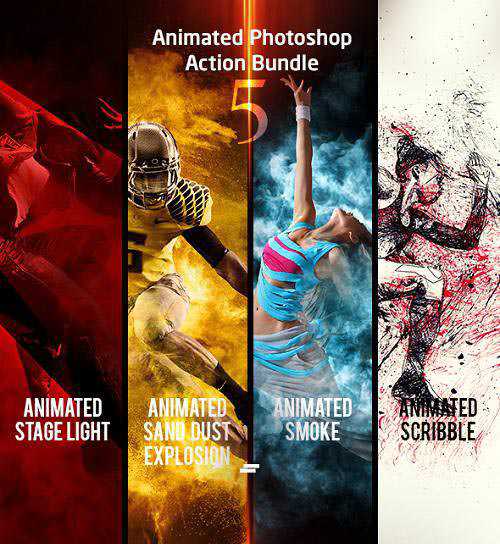 Animated Photoshop
Action Bundle
5
ANIMATED
STAGE LIGHT
ANIMATED
SAND DUST
EXPLOSION
ANIMATED
SMOKE
ANIMATED
SCRIBBLE